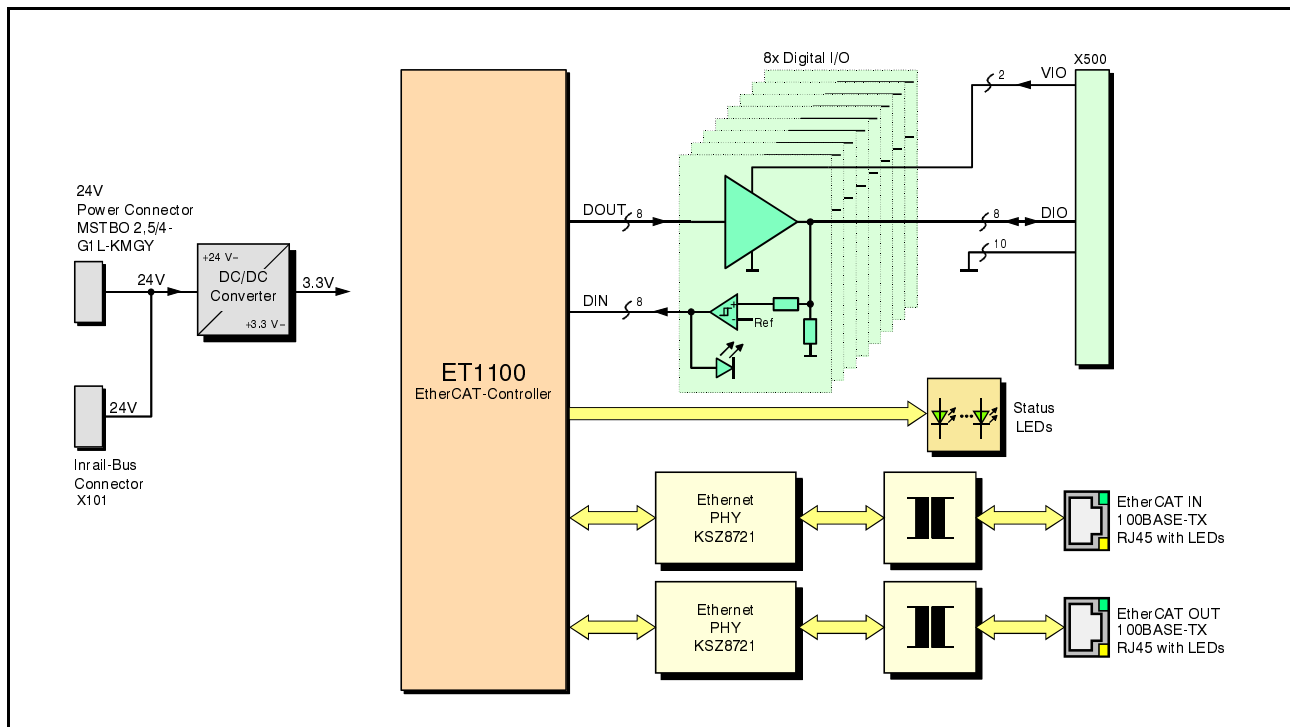 8x Digital I/O
X500
2
VIO
24V
Power Connector
MSTBO 2,5/4-
G1L-KMGY
24V
+24 V
DC/DC
Converter
+3.3 V
3.3V
24V
Inrail-Bus
Connector
X101
ET1100
EtherCAT-Controller
DOUT
8
8
DIO
10
DIN
8
+
-
Ref
Status
LEDs
Ethernet
PHY
KSZ8721
EtherCAT IN
100BASE-TX
RJ45 with LEDs
Ethernet
PHY
KSZ8721
EtherCAT OUT
100BASE-TX
RJ45 with LEDs